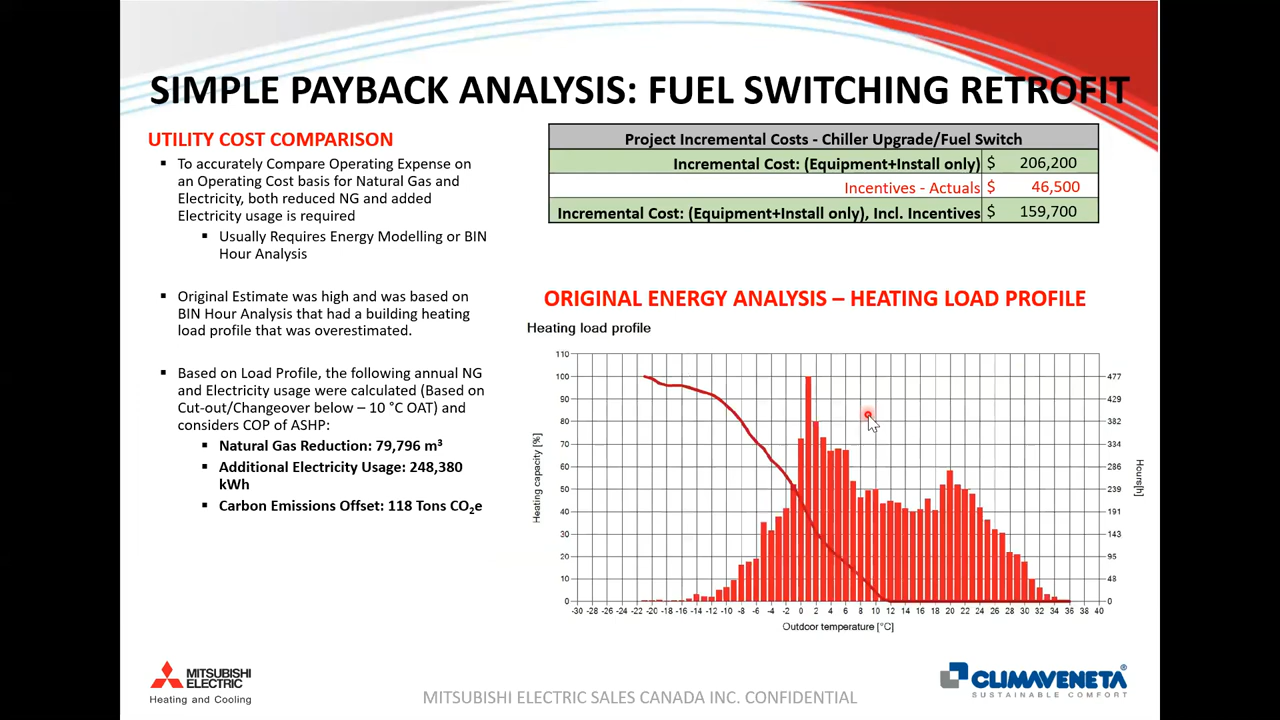 SIMPLE PAYBACK ANALYSIS: FUEL SWITCHING RETROFIT
UTILITY COST COMPARISON
▪ To accurately Compare Operating Expense on
an Operating Cost basis for Natural Gas and
Electricity, both reduced NG and added
Electricity usage is required
▪ Usually Requires Energy Modelling or BIN
Hour Analysis
▪ Original Estimate was high and was based on
BIN Hour Analysis that had a building heating
load profile that was overestimated.
▪ Based on Load Profile, the following annual NG
and Electricity usage were calculated (Based on
Cut-out/Changeover below – 10 °C OAT) and
considers COP of ASHP:
▪ Natural Gas Reduction: 79,796 m³
▪ Additional Electricity Usage: 248,380
kWh
▪ Carbon Emissions Offset: 118 Tons CO₂e
Project Incremental Costs - Chiller Upgrade/Fuel Switch
Incremental Cost: (Equipment+Install only) $ 206,200
Incentives - Actuals $ 46,500
Incremental Cost: (Equipment+Install only), Incl. Incentives $ 159,700
ORIGINAL ENERGY ANALYSIS – HEATING LOAD PROFILE
Heating load profile
110
100 477
90 429
80 382
70 334
60 286
50 239
40 191
30 143
20 95
10 48
0 0
Heating capacity [%]
Hours[h]
-30 -28 -26 -24 -22 -20 -18 -16 -14 -12 -10 -8 -6 -4 -2 0 2 4 6 8 10 12 14 16 18 20 22 24 26 28 30 32 34 36 38 40
Outdoor temperature [°C]
MITSUBISHI
ELECTRIC
Heating and Cooling
MITSUBISHI ELECTRIC SALES CANADA INC. CONFIDENTIAL
CLIMAVENETA®
SUSTAINABLE COMFORT